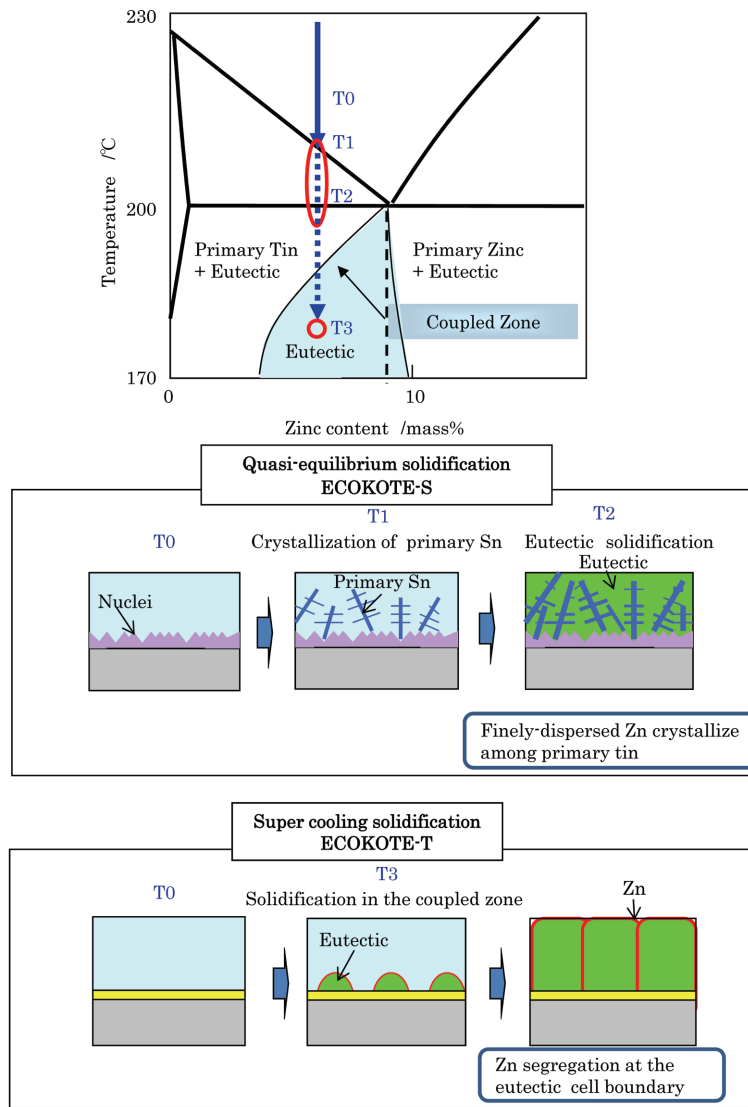 230
T0
T1
T2
200
Temperature /℃
Primary Tin
+ Eutectic
Primary Zinc
+ Eutectic
Coupled Zone
T3
Eutectic
170
0
10
Zinc content /mass%
Quasi-equilibrium solidification
ECOKOTE-S
T0
T1
Crystallization of primary Sn
T2
Eutectic solidification
Eutectic
Nuclei
Primary Sn
Finely-dispersed Zn crystallize
among primary tin
Super cooling solidification
ECOKOTE-T
T0
T3
Solidification in the coupled zone
Zn
Eutectic
Zn segregation at the
eutectic cell boundary